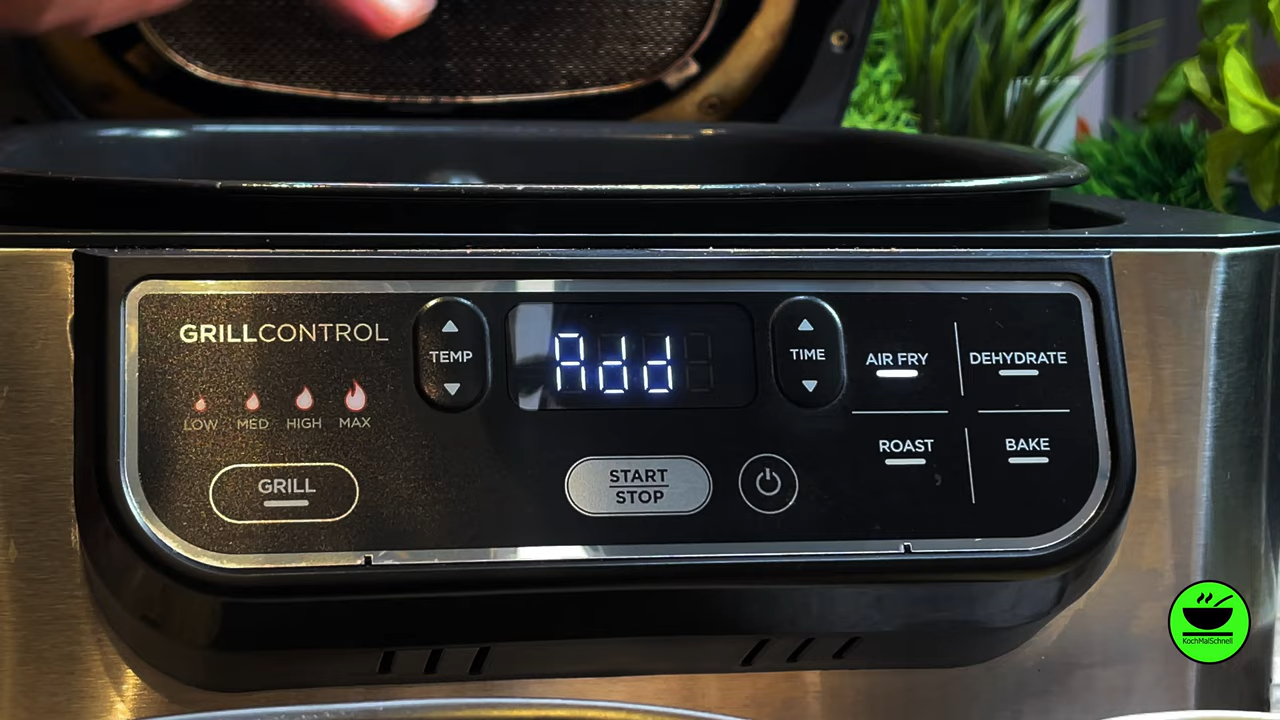 GRILLCONTROL
LOW MED HIGH MAX
GRILL
TEMP
Add
TIME
START
STOP
AIR FRY
DEHYDRATE
ROAST
BAKE
KochMalSchnell